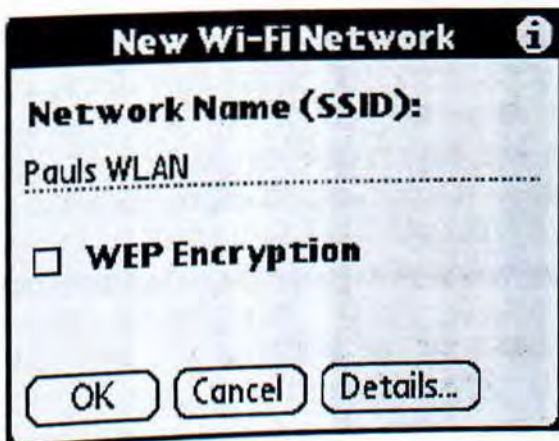 New Wi-Fi Network
Network Name (SSID):
Pauls WLAN
WEP Encryption
OK Cancel Details...